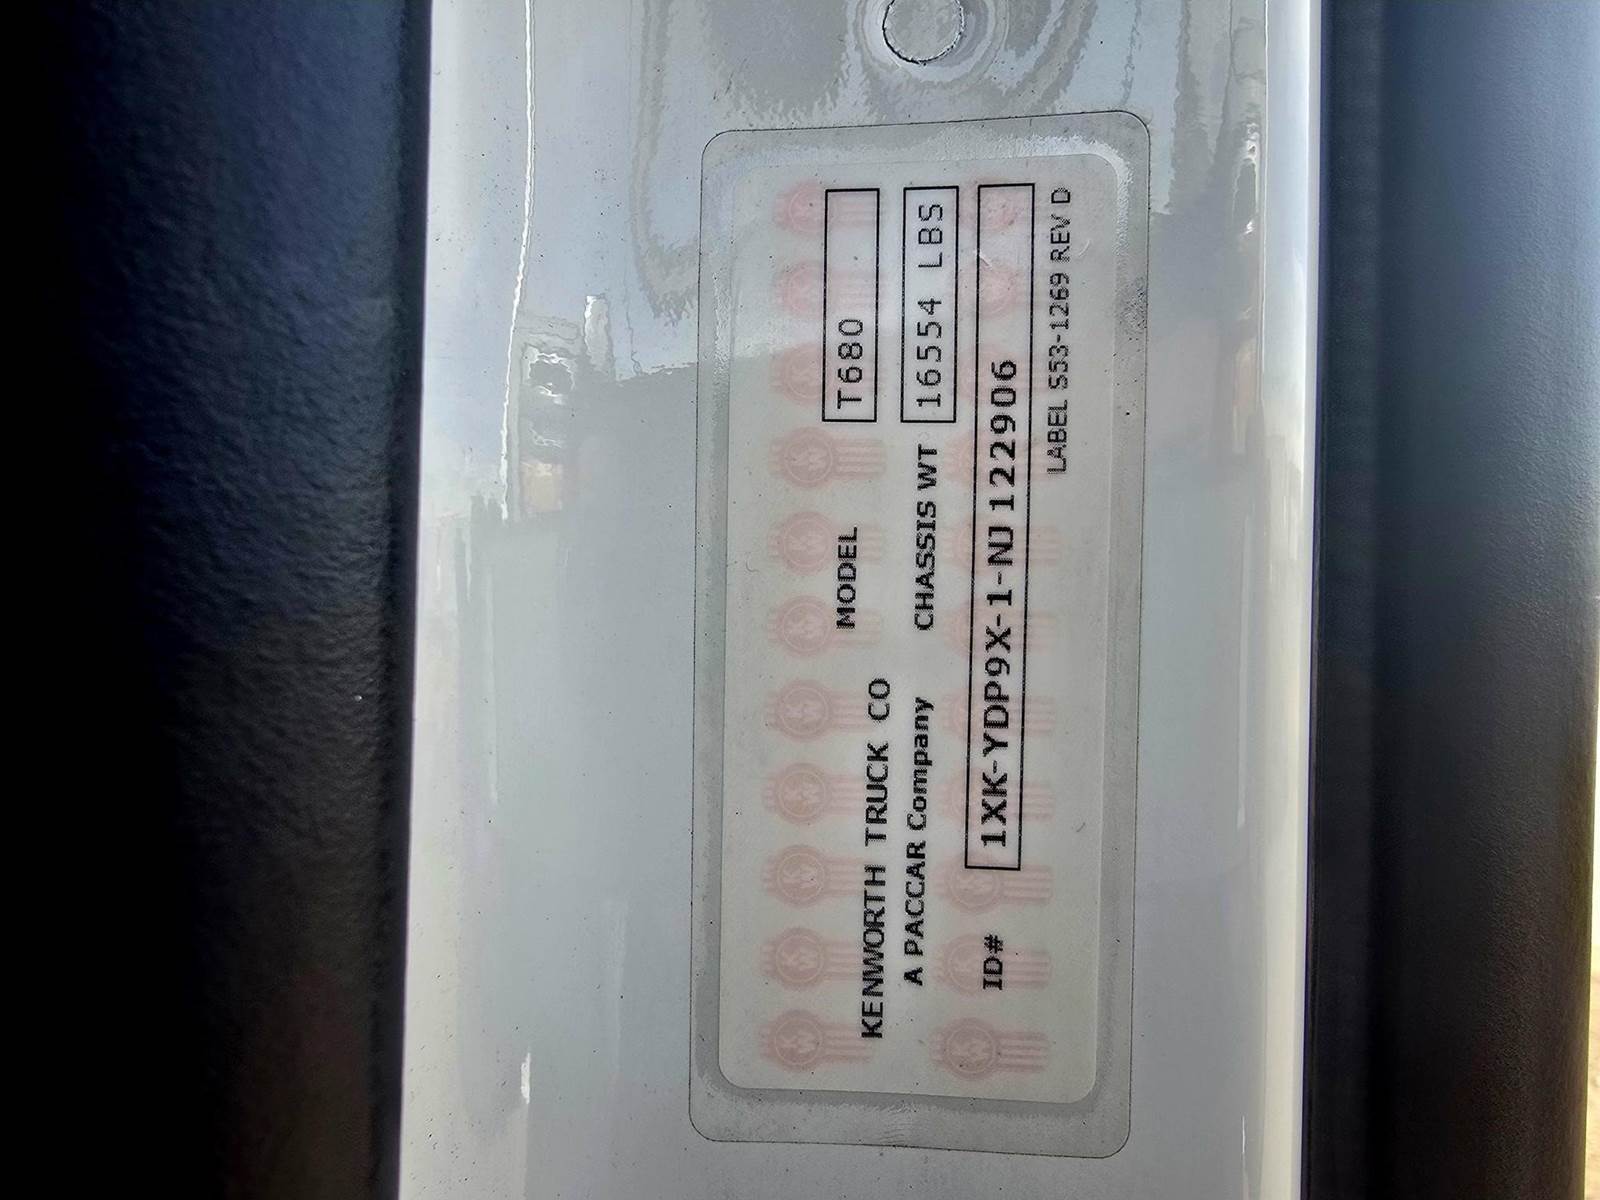 KENWORTH TRUCK CO
A PACCAR Company
MODEL T680
CHASSIS WT 16554 LBS
ID# 1XK-YDP9X-1-NJ122906
LABEL S53-1269 REV D